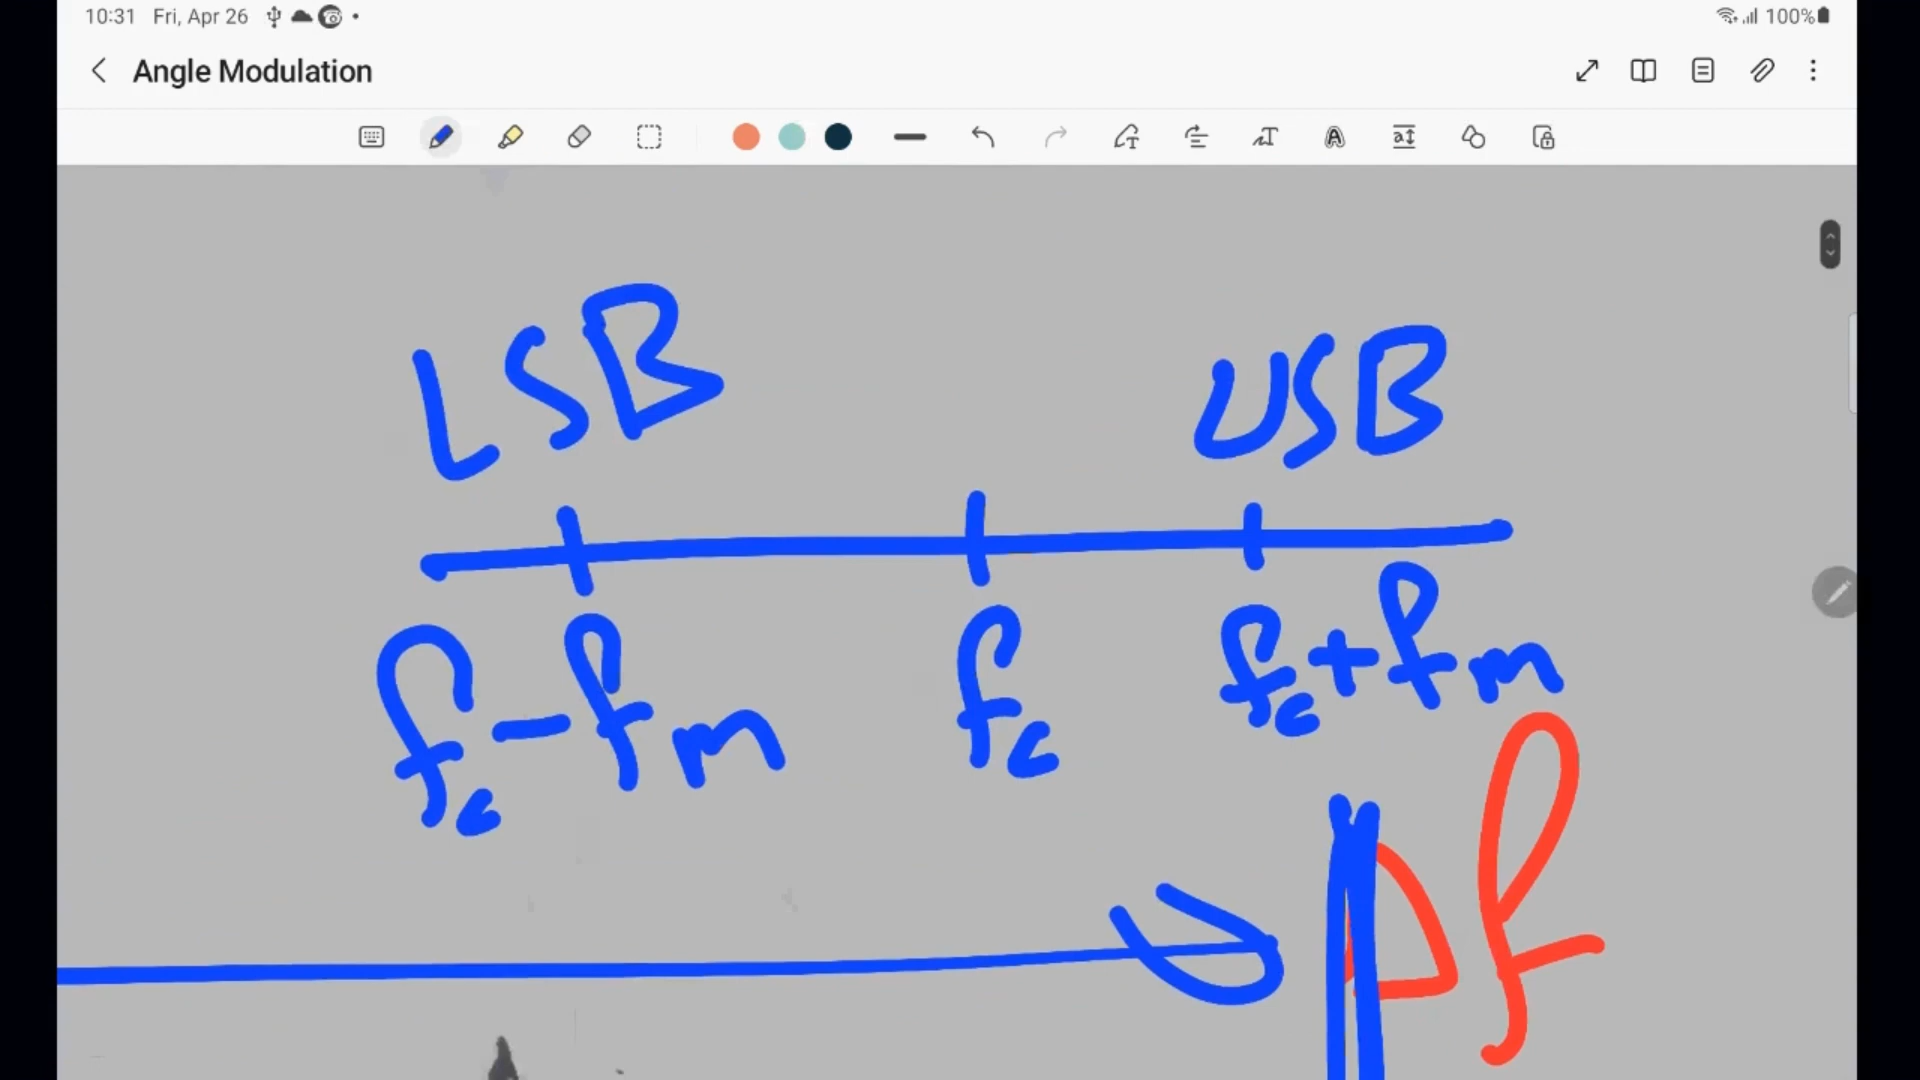 10:31 Fri, Apr 26 100%
Angle Modulation
LSB USB
fc-fm fc fc+fm
Δf